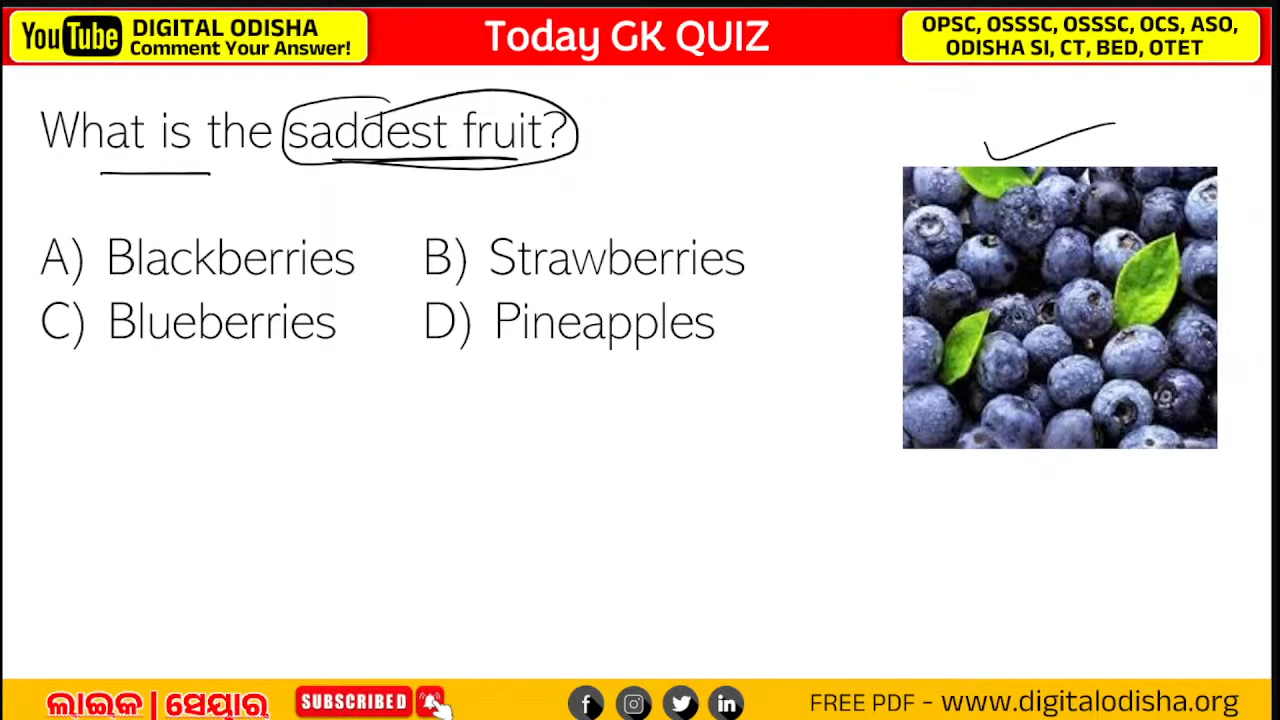 YouTube DIGITAL ODISHA
Comment Your Answer!
Today GK QUIZ
OPSC, OSSSC, OSSSC, OCS, ASO,
ODISHA SI, CT, BED, OTET
What is the saddest fruit?
A) Blackberries B) Strawberries
C) Blueberries D) Pineapples
ଲାଇକ | ସେୟାର୍
SUBSCRIBED
FREE PDF - www.digitalodisha.org